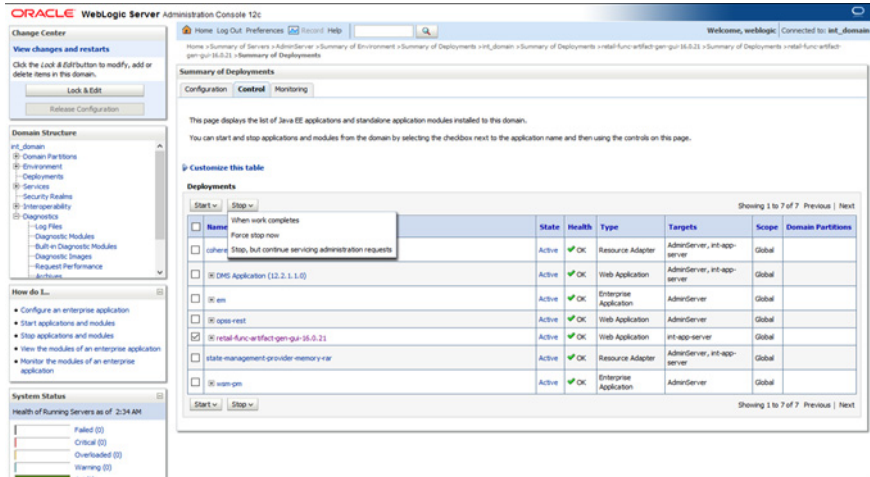 ORACLE WebLogic Server Administration Console 12c
Change Center
View changes and restarts
Click the Lock & Edit button to modify, add or
delete items in this domain.
Lock & Edit
Release Configuration
Domain Structure
int_domain
Domain Partitions
Environment
Deployments
Services
Security Realms
Interoperability
Diagnostics
Log Files
Diagnostic Modules
Built-in Diagnostic Modules
Diagnostic Images
Request Performance
Archives
How do I...
Configure an enterprise application
Start applications and modules
Stop applications and modules
View the modules of an enterprise application
Monitor the modules of an enterprise
application
System Status
Health of Running Servers as of 2:34 AM
Failed (0)
Critical (0)
Overloaded (0)
Warning (0)
Home Log Out Preferences Record Help
Welcome, weblogic Connected to: int_domain
Home >Summary of Servers >AdminServer >Summary of Environment >Summary of Deployments >int_domain >Summary of Deployments >retail-func-artifact-gen-gui-16.0.21 >Summary of Deployments >retail-func-artifact-
gen-gui-16.0.21 >Summary of Deployments
Summary of Deployments
Configuration Control Monitoring
This page displays the list of Java EE applications and standalone application modules installed to this domain.
You can start and stop applications and modules from the domain by selecting the checkbox next to the application name and then using the controls on this page.
Customize this table
Deployments
Start Stop Showing 1 to 7 of 7 Previous | Next
When work completes
Force stop now
Stop, but continue servicing administration requests
Name State Health Type Targets Scope Domain Partitions
cohere Active OK Resource Adapter AdminServer, int-app-
server Global
DMS Application (12.2.1.1.0) Active OK Web Application AdminServer, int-app-
server Global
em Active OK Enterprise
Application AdminServer Global
opss-rest Active OK Web Application AdminServer Global
retail-func-artifact-gen-gui-16.0.21 Active OK Web Application int-app-server Global
state-management-provider-memory-rar Active OK Resource Adapter AdminServer, int-app-
server Global
wsm-pm Active OK Enterprise
Application AdminServer Global
Start Stop Showing 1 to 7 of 7 Previous | Next